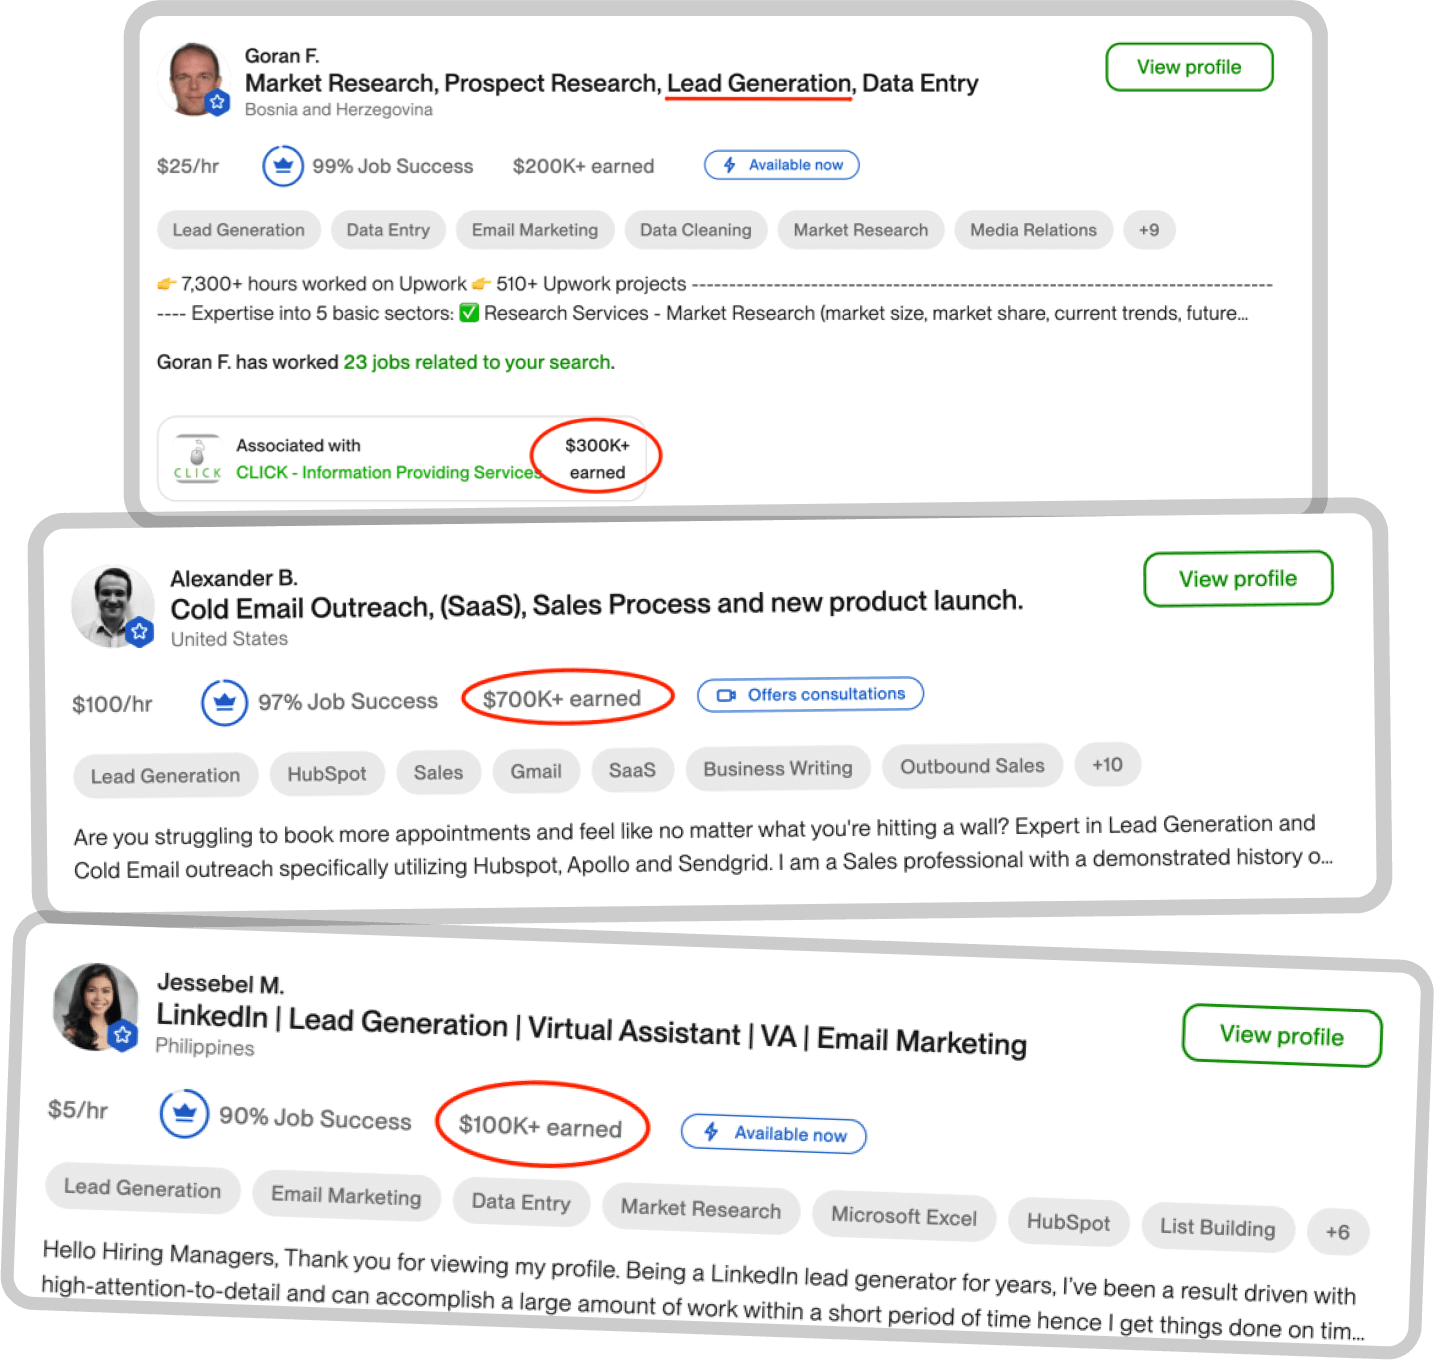 Goran F.
Market Research, Prospect Research, Lead Generation, Data Entry
Bosnia and Herzegovina
View profile
$25/hr 99% Job Success $200K+ earned Available now
Lead Generation Data Entry Email Marketing Data Cleaning Market Research Media Relations +9
👉 7,300+ hours worked on Upwork 👉 510+ Upwork projects ------------------------------------------------------------------------------
---- Expertise into 5 basic sectors: ✅ Research Services - Market Research (market size, market share, current trends, future...
Goran F. has worked 23 jobs related to your search.
CLICK
Associated with
CLICK - Information Providing Services
$300K+
earned
Alexander B.
Cold Email Outreach, (SaaS), Sales Process and new product launch.
United States
View profile
$100/hr 97% Job Success $700K+ earned Offers consultations
Lead Generation HubSpot Sales Gmail SaaS Business Writing Outbound Sales +10
Are you struggling to book more appointments and feel like no matter what you're hitting a wall? Expert in Lead Generation and
Cold Email outreach specifically utilizing Hubspot, Apollo and Sendgrid. I am a Sales professional with a demonstrated history o...
Jessebel M.
LinkedIn | Lead Generation | Virtual Assistant | VA | Email Marketing
Philippines
View profile
$5/hr 90% Job Success $100K+ earned Available now
Lead Generation Email Marketing Data Entry Market Research Microsoft Excel HubSpot List Building +6
Hello Hiring Managers, Thank you for viewing my profile. Being a LinkedIn lead generator for years, I've been a result driven with
high-attention-to-detail and can accomplish a large amount of work within a short period of time hence I get things done on tim...